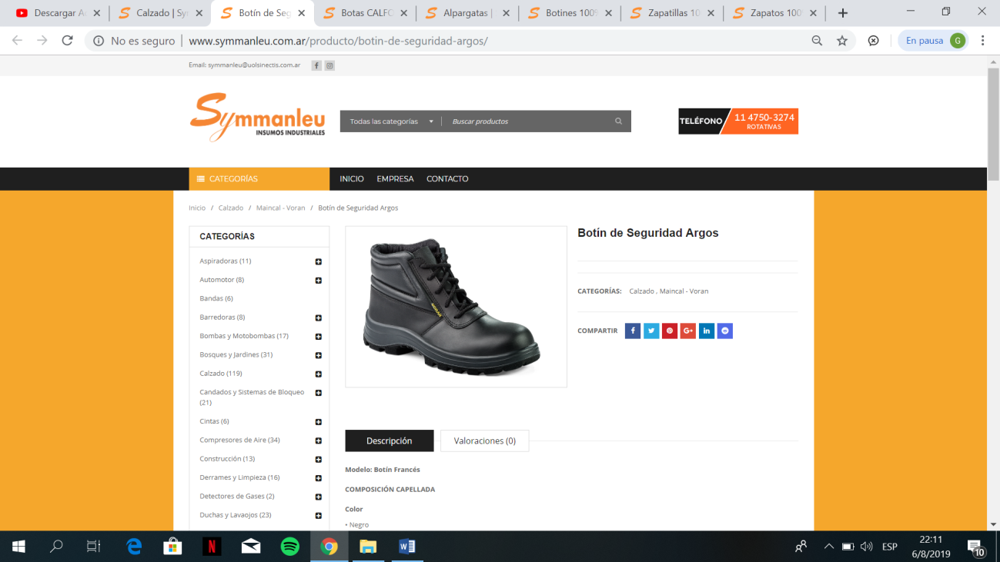 Descargar A
Calzado | Sy
Botín de Seg
Botas CALFO
Alpargatas |
Botines 100%
Zapatillas 10
Zapatos 100%
No es seguro | www.symmanleu.com.ar/producto/botin-de-seguridad-argos/
En pausa G
Email: symmanleu@uolsinectis.com.ar
Symmanleu
INSUMOS INDUSTRIALES
Todas las categorías
Buscar productos
TELÉFONO 11 4750-3274
ROTATIVAS
CATEGORÍAS INICIO EMPRESA CONTACTO
Inicio / Calzado / Maincal - Voran / Botín de Seguridad Argos
CATEGORÍAS
Aspiradoras (11)
Automotor (8)
Bandas (6)
Barredoras (8)
Bombas y Motobombas (17)
Bosques y Jardines (31)
Calzado (119)
Candados y Sistemas de Bloqueo
(21)
Cintas (6)
Compresores de Aire (34)
Construcción (13)
Derrames y Limpieza (16)
Detectores de Gases (2)
Duchas y Lavaojos (23)
Botín de Seguridad Argos
CATEGORÍAS: Calzado , Maincal - Voran
COMPARTIR
Descripción
Valoraciones (0)
Modelo: Botín Francés
COMPOSICIÓN CAPELLADA
Color
• Negro
ESP
22:11
6/8/2019
10